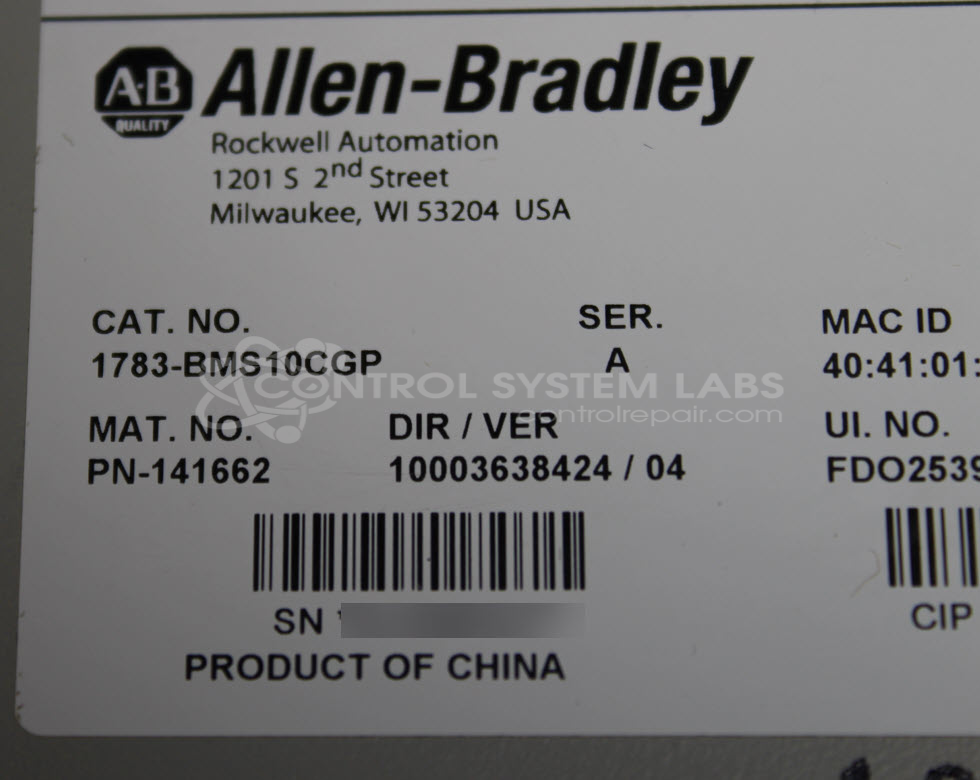 A·B
QUALITY
Allen-Bradley
Rockwell Automation
1201 S 2nd Street
Milwaukee, WI 53204 USA
CAT. NO.
1783-BMS10CGP
SER.
A
MAC ID
40:41:01:
CONTROL SYSTEM LABS
controlrepair.com
MAT. NO.
PN-141662
DIR / VER
10003638424 / 04
UI. NO.
FDO2539
SN
CIP
PRODUCT OF CHINA